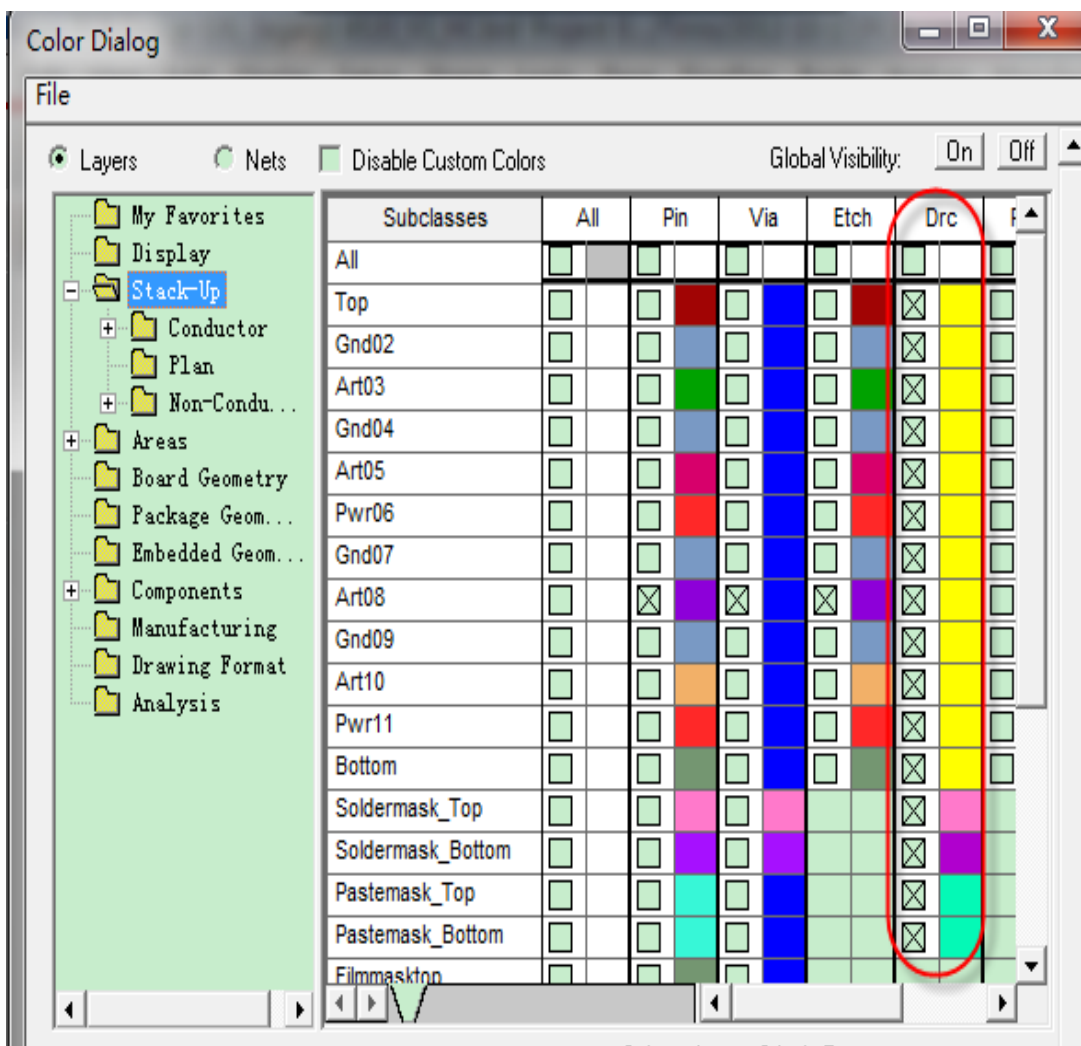 Color Dialog
File
Layers Nets Disable Custom Colors Global Visibility: On Off
My Favorites
Display
Stack-Up
Conductor
Plan
Non-Condu...
Areas
Board Geometry
Package Geom...
Embedded Geom...
Components
Manufacturing
Drawing Format
Analysis
Subclasses All Pin Via Etch Drc
All
Top
Gnd02
Art03
Gnd04
Art05
Pwr06
Gnd07
Art08
Gnd09
Art10
Pwr11
Bottom
Soldermask_Top
Soldermask_Bottom
Pastemask_Top
Pastemask_Bottom
Filmmasktop